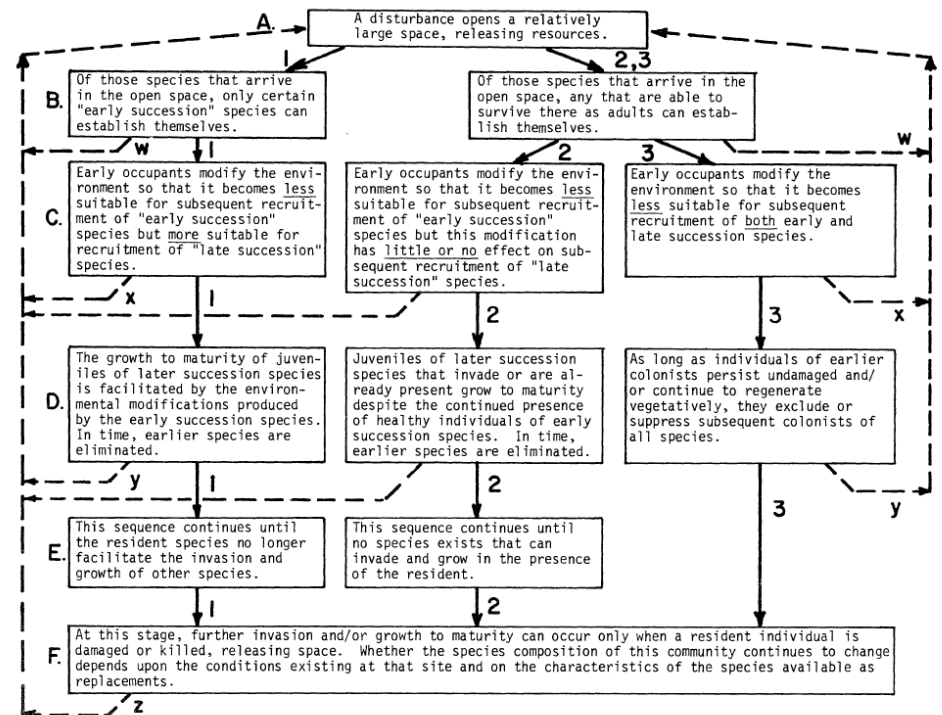 A.
A disturbance opens a relatively
large space, releasing resources.
1
2,3
B.
Of those species that arrive
in the open space, only certain
"early succession" species can
establish themselves.
Of those species that arrive in the
open space, any that are able to
survive there as adults can estab-
lish themselves.
w
1
2
3
w
C.
Early occupants modify the envi-
ronment so that it becomes less
suitable for subsequent recruit-
ment of "early succession"
species but more suitable for
recruitment of "late succession"
species.
Early occupants modify the envi-
ronment so that it becomes less
suitable for subsequent recruit-
ment of "early succession"
species but this modification
has little or no effect on sub-
sequent recruitment of "late
succession" species.
Early occupants modify the
environment so that it becomes
less suitable for subsequent
recruitment of both early and
late succession species.
x
1
2
3
x
D.
The growth to maturity of juven-
iles of later succession species
is facilitated by the environ-
mental modifications produced
by the early succession species.
In time, earlier species are
eliminated.
Juveniles of later succession
species that invade or are al-
ready present grow to maturity
despite the continued presence
of healthy individuals of early
succession species.  In time,
earlier species are eliminated.
As long as individuals of earlier
colonists persist undamaged and/
or continue to regenerate
vegetatively, they exclude or
suppress subsequent colonists of
all species.
y
1
2
3
y
E.
This sequence continues until
the resident species no longer
facilitate the invasion and
growth of other species.
This sequence continues until
no species exists that can
invade and grow in the presence
of the resident.
1
2
F.
At this stage, further invasion and/or growth to maturity can occur only when a resident individual is
damaged or killed, releasing space.  Whether the species composition of this community continues to change
depends upon the conditions existing at that site and on the characteristics of the species available as
replacements.
z